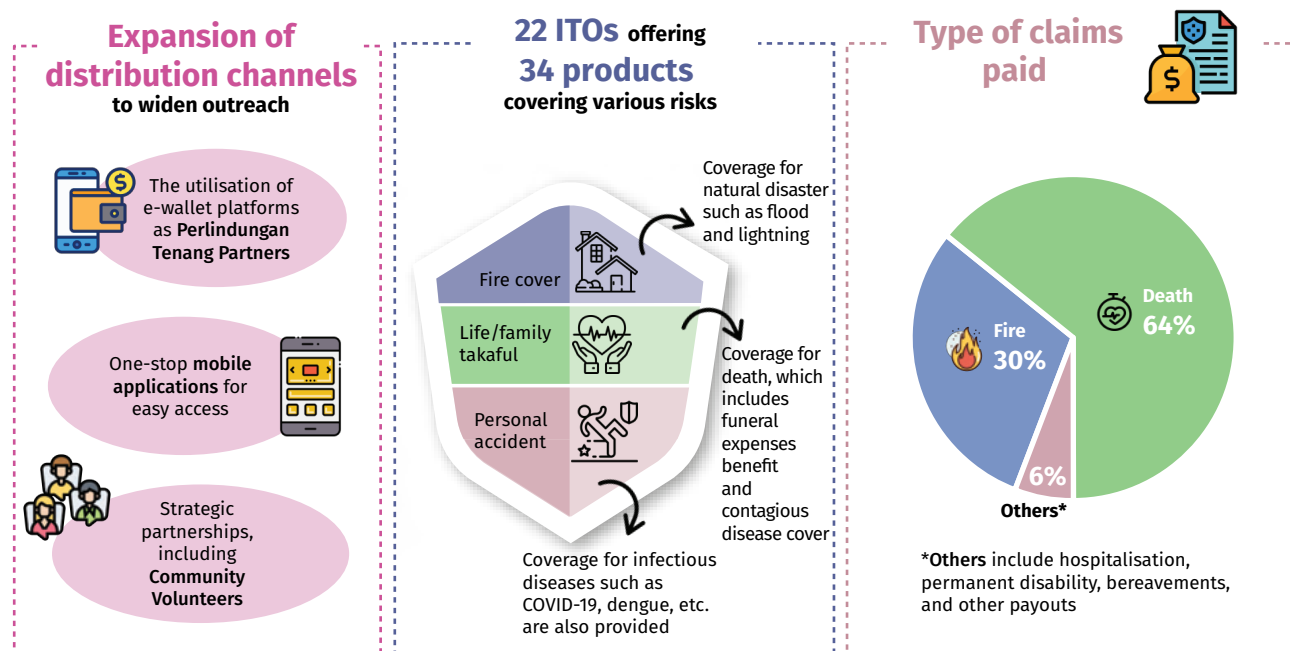 Expansion of
distribution channels
to widen outreach
The utilisation of
e-wallet platforms
as Perlindungan
Tenang Partners
One-stop mobile
applications for
easy access
Strategic
partnerships,
including
Community
Volunteers
22 ITOs offering
34 products
covering various risks
Coverage for
natural disaster
such as flood
and lightning
Fire cover
Life/family
takaful
Personal
accident
Coverage for
death, which
includes
funeral
expenses
benefit
and
contagious
disease cover
Coverage for infectious
diseases such as
COVID-19, dengue, etc.
are also provided
Type of claims
paid
$
$
Death
64%
Fire
30%
6%
Others*
*Others include hospitalisation,
permanent disability, bereavements,
and other payouts